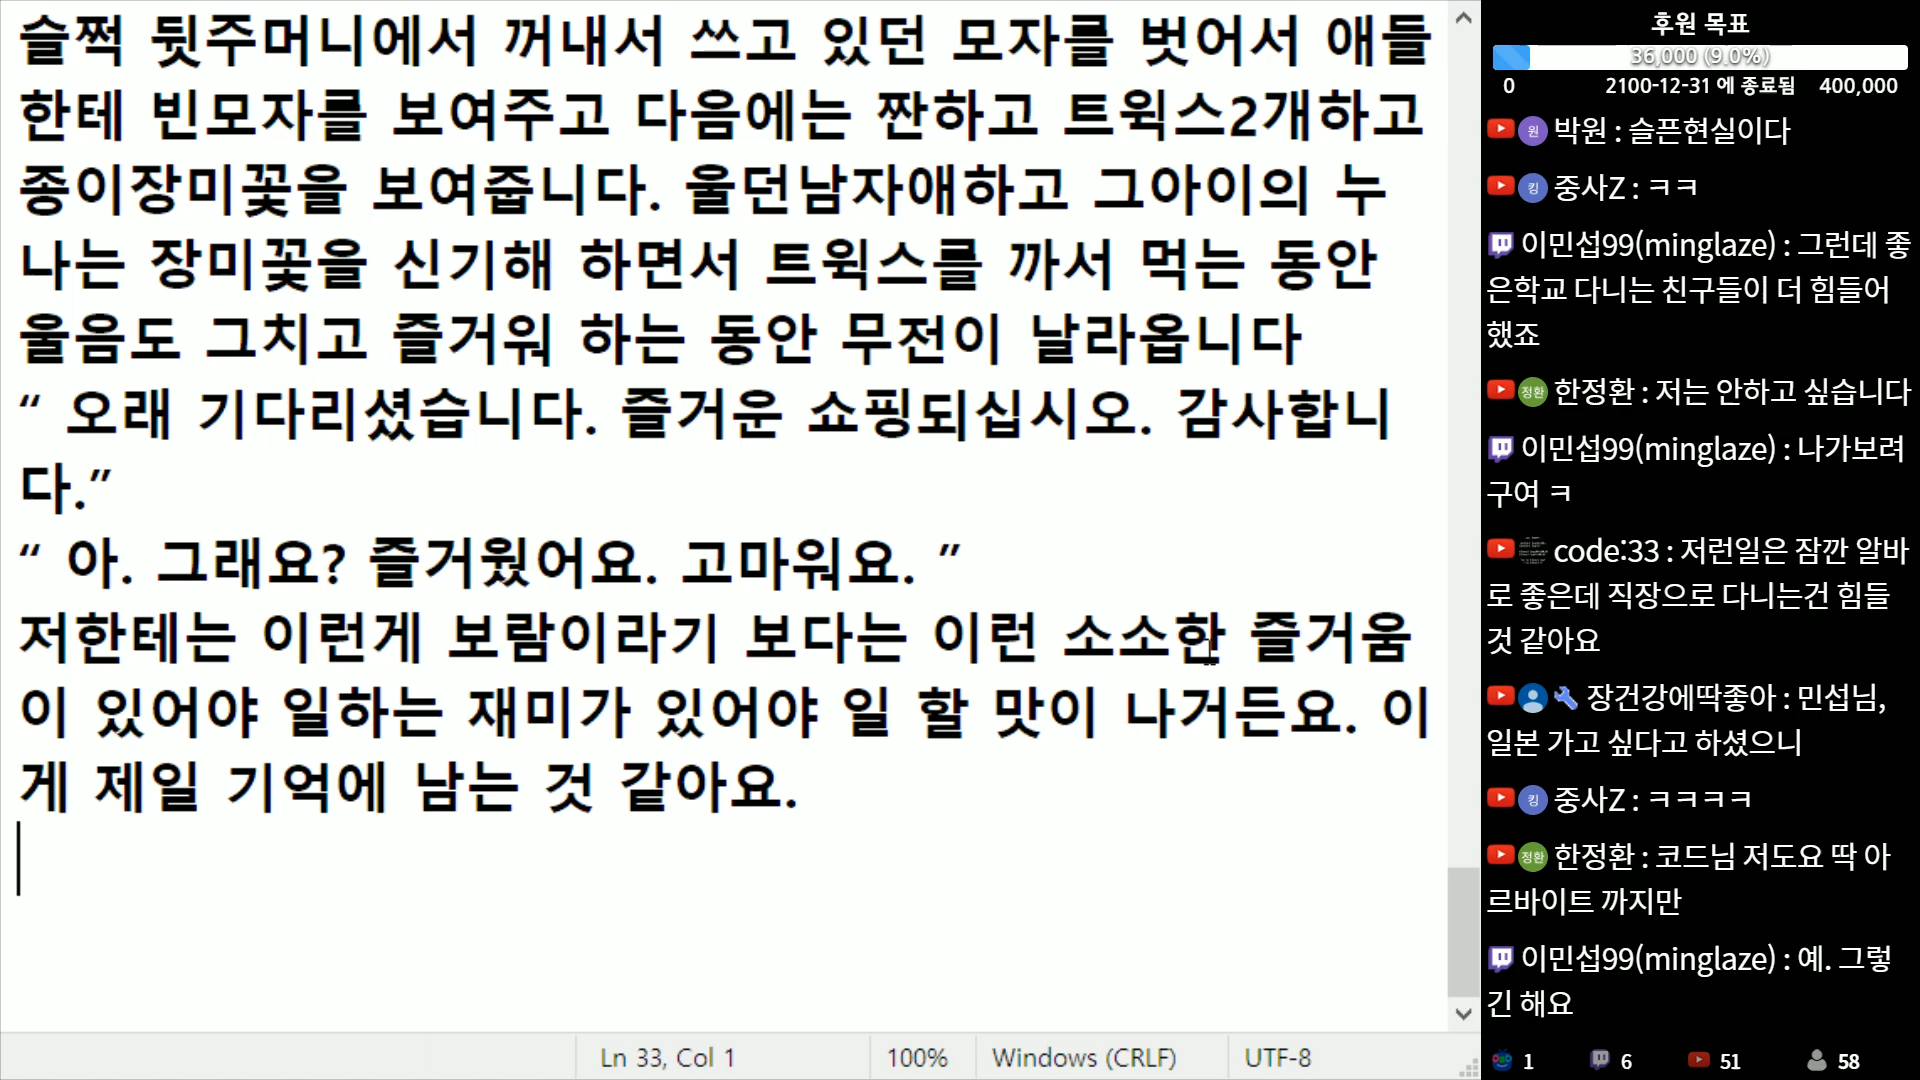 슬쩍 뒷주머니에서 꺼내서 쓰고 있던 모자를 벗어서 애들
한테 빈모자를 보여주고 다음에는 짠하고 트윅스2개하고
종이장미꽃을 보여줍니다. 울던남자애하고 그아이의 누
나는 장미꽃을 신기해 하면서 트윅스를 까서 먹는 동안
울음도 그치고 즐거워 하는 동안 무전이 날라옵니다
“ 오래 기다리셨습니다. 즐거운 쇼핑되십시오. 감사합니
다.”
“ 아. 그래요? 즐거웠어요. 고마워요. ”
저한테는 이런게 보람이라기 보다는 이런 소소한 즐거움
이 있어야 일하는 재미가 있어야 일 할 맛이 나거든요. 이
게 제일 기억에 남는 것 같아요.
Ln 33, Col 1
100%
Windows (CRLF)
UTF-8
후원 목표
36,000 (9.0%)
0 2100-12-31 에 종료됨 400,000
원 박원 : 슬픈현실이다
킹 중사Z : ㅋㅋ
이민섭99(minglaze) : 그런데 좋
은학교 다니는 친구들이 더 힘들어
했죠
정환 한정환 : 저는 안하고 싶습니다
이민섭99(minglaze) : 나가보려
구여 ㅋ
code:33 : 저런일은 잠깐 알바
로 좋은데 직장으로 다니는건 힘들
것 같아요
장건강에딱좋아 : 민섭님,
일본 가고 싶다고 하셨으니
킹 중사Z : ㅋㅋㅋㅋ
정환 한정환 : 코드님 저도요 딱 아
르바이트 까지만
이민섭99(minglaze) : 예. 그렇
긴 해요
1 6 51 58